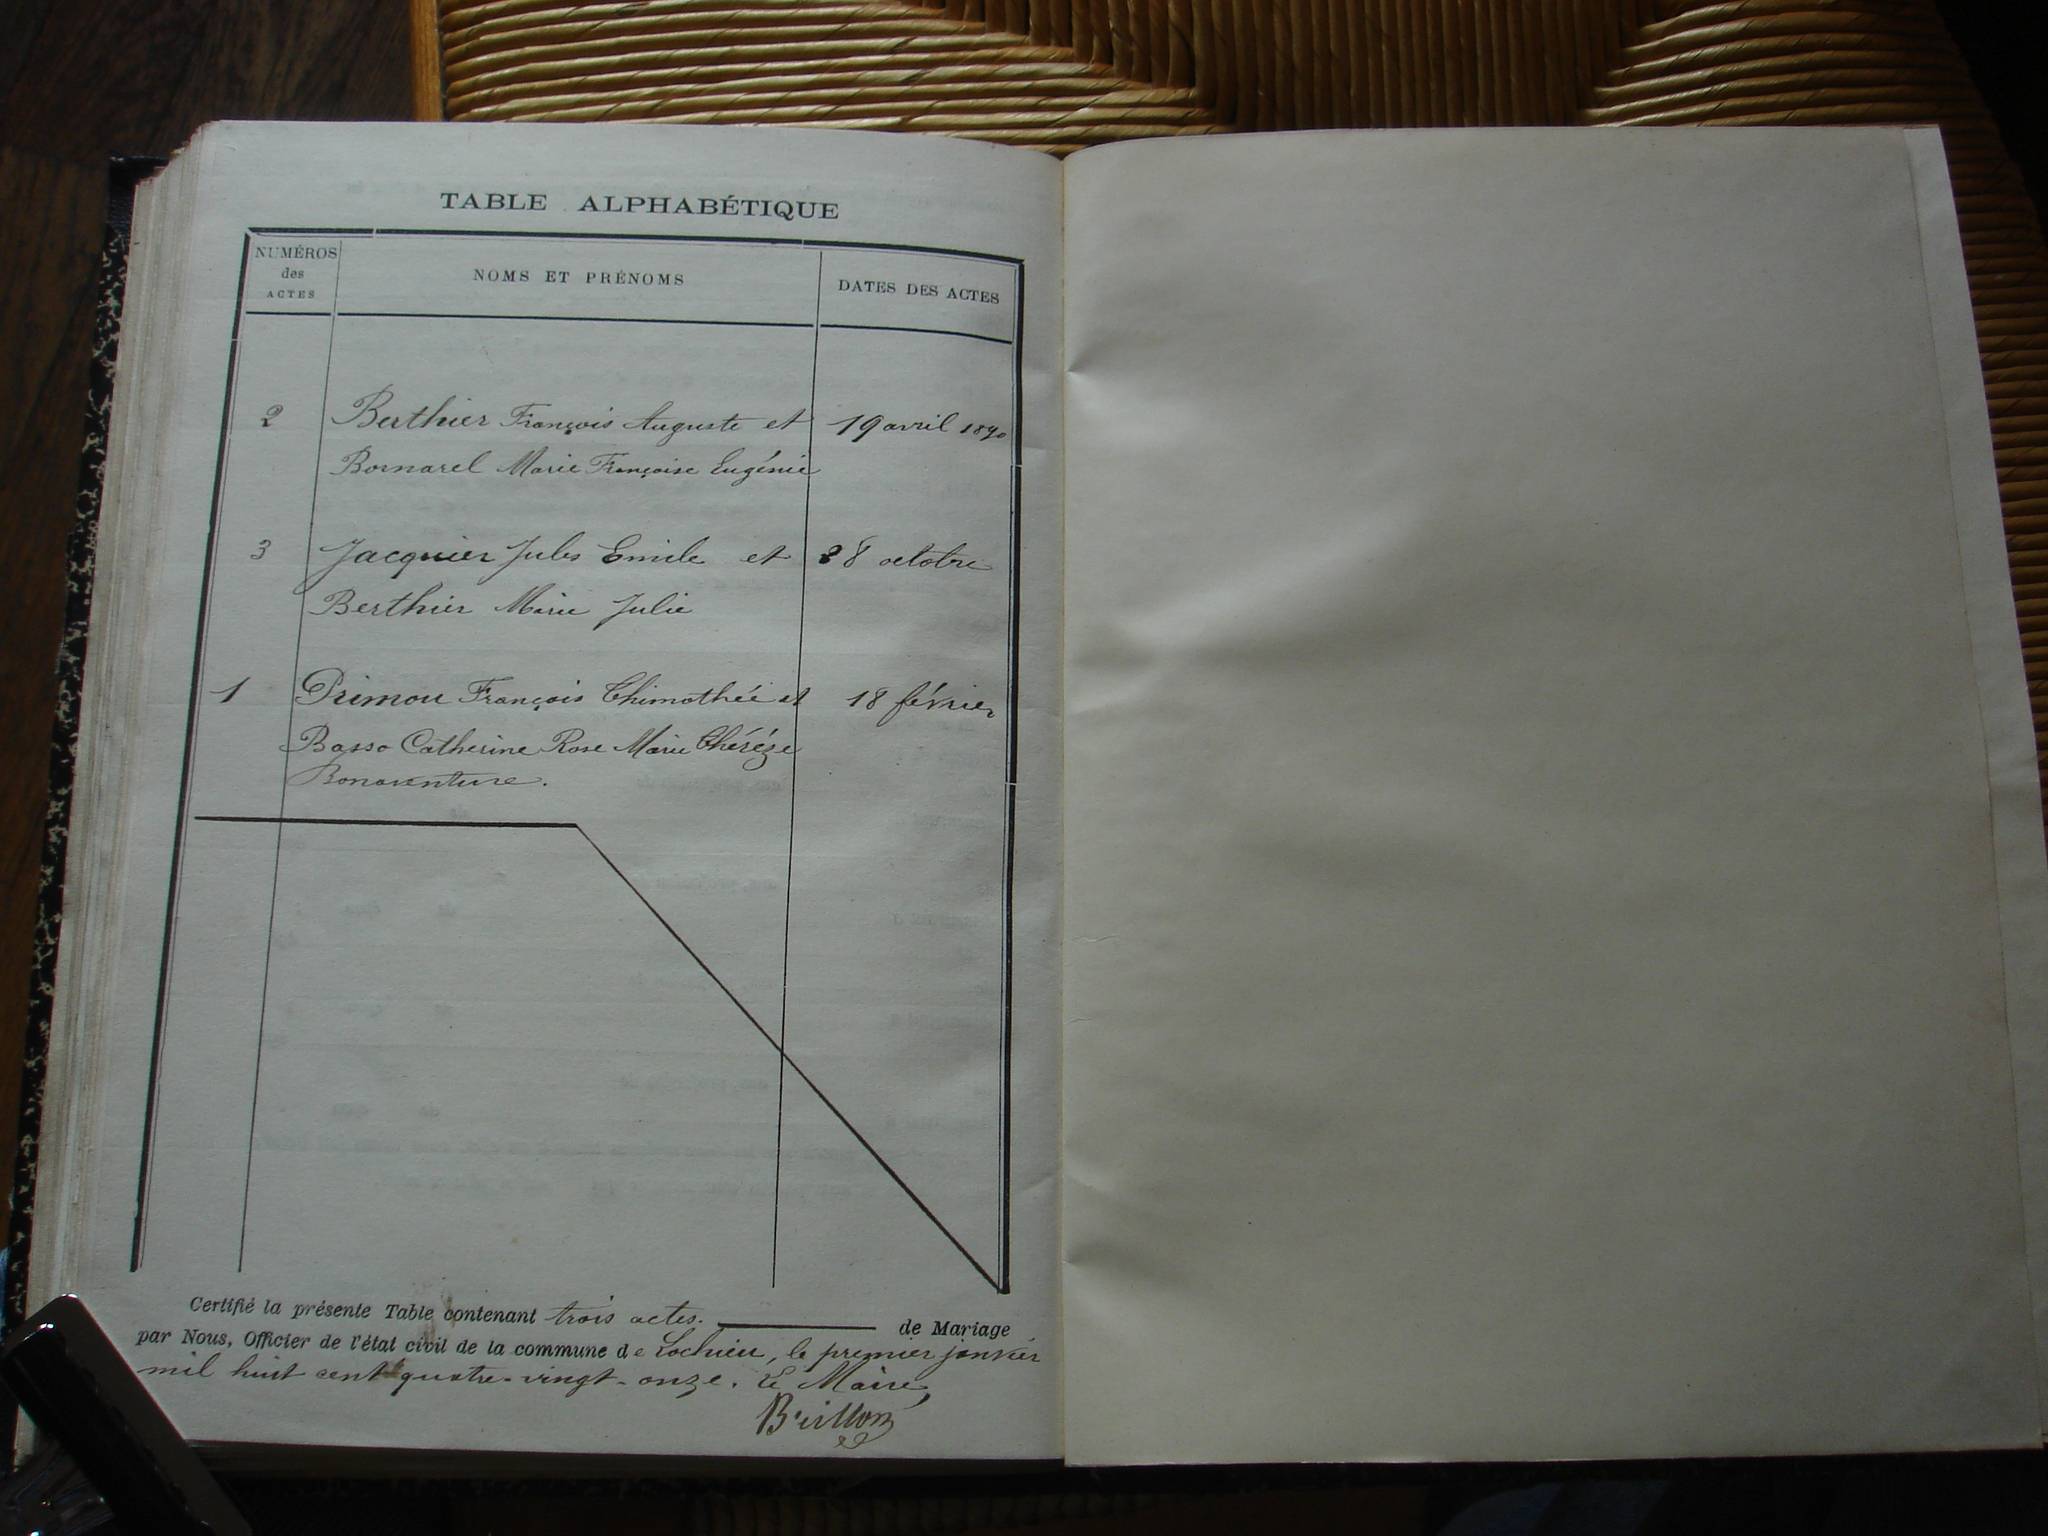 TABLE ALPHABÉTIQUE
NUMÉROS des ACTES
NOMS ET PRÉNOMS
DATES DES ACTES
2 Berthier François Auguste et 19 avril 1890
Bornarel Marie Françoise Eugénie
3 Jacquier Jules Emile et 28 octobre
Berthier Marie Julie
1 Primou François Thimothée et 18 février
Basso Catherine Rose Marie Thérèze
Bonaventure.
Certifié la présente Table contenant trois actes. de Mariage
par Nous, Officier de l'état civil de la commune de Lochieu, le premier janvier
mil huit cent quatre-vingt-onze. Le Maire,